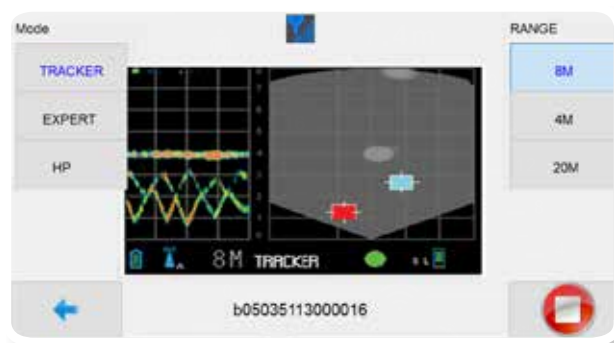 Mode
RANGE
TRACKER
8M
EXPERT
4M
HP
20M
8M TRACKER
b05035113000016